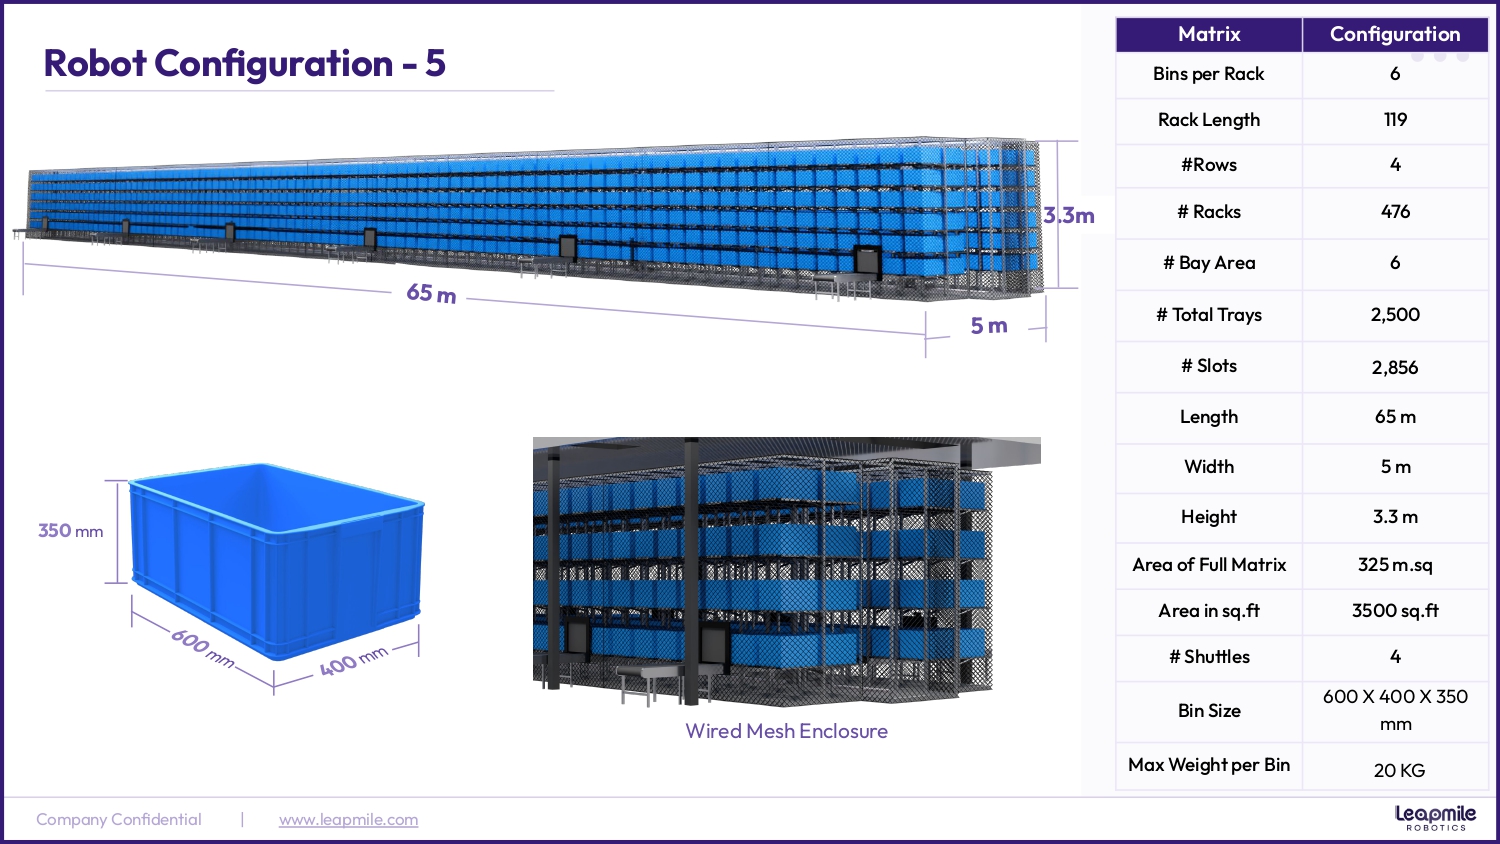 Robot Configuration - 5
3.3m
65 m
5 m
350 mm
600 mm
400 mm
Wired Mesh Enclosure
Matrix Configuration
Bins per Rack 6
Rack Length 119
#Rows 4
# Racks 476
# Bay Area 6
# Total Trays 2,500
# Slots 2,856
Length 65 m
Width 5 m
Height 3.3 m
Area of Full Matrix 325 m.sq
Area in sq.ft 3500 sq.ft
# Shuttles 4
Bin Size 600 X 400 X 350
mm
Max Weight per Bin 20 KG
Company Confidential | www.leapmile.com
Leapmile
ROBOTICS